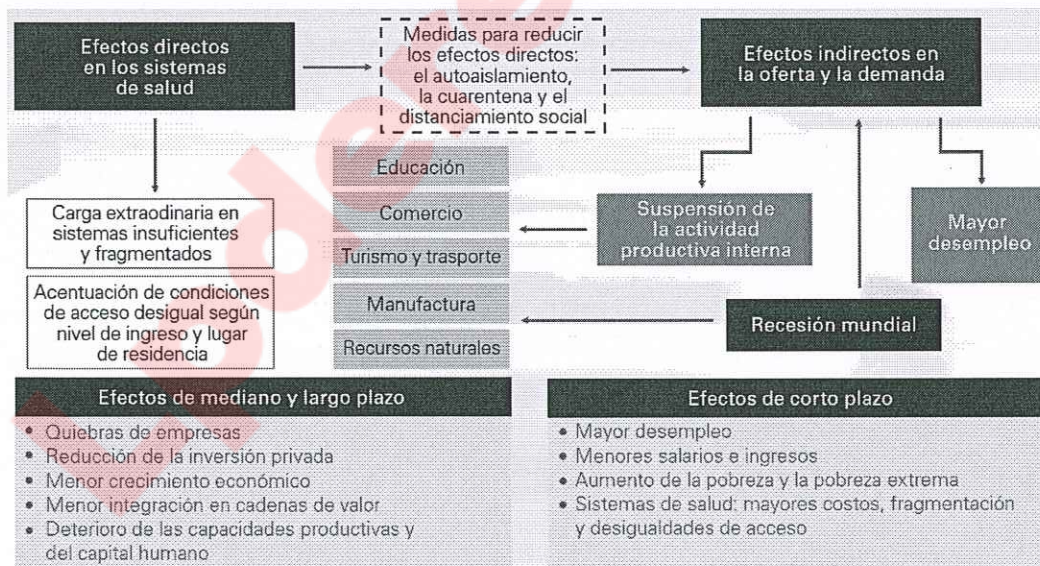 Efectos directos
en los sistemas
de salud
Medidas para reducir
los efectos directos:
el autoaislamiento,
la cuarentena y el
distanciamiento social
Efectos indirectos en
la oferta y la demanda
Carga extraodinaria en
sistemas insuficientes
y fragmentados
Acentuación de condiciones
de acceso desigual según
nivel de ingreso y lugar
de residencia
Educación
Comercio
Turismo y trasporte
Manufactura
Recursos naturales
Suspensión de
la actividad
productiva interna
Mayor
desempleo
Recesión mundial
Efectos de mediano y largo plazo
• Quiebras de empresas
• Reducción de la inversión privada
• Menor crecimiento económico
• Menor integración en cadenas de valor
• Deterioro de las capacidades productivas y
del capital humano
Efectos de corto plazo
• Mayor desempleo
• Menores salarios e ingresos
• Aumento de la pobreza y la pobreza extrema
• Sistemas de salud: mayores costos, fragmentación
y desigualdades de acceso